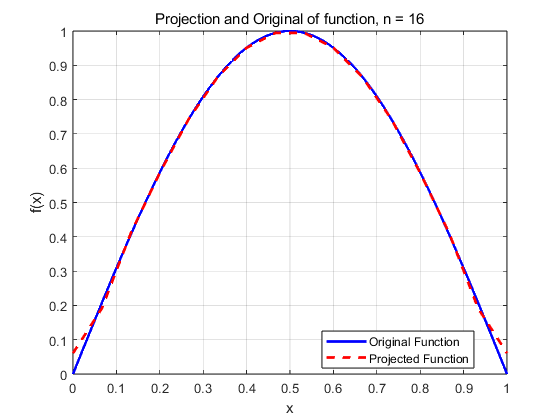 Projection and Original of function, n = 16
f(x)
1
0.9
0.8
0.7
0.6
0.5
0.4
0.3
0.2
0.1
0
0 0.1 0.2 0.3 0.4 0.5 0.6 0.7 0.8 0.9 1
x
Original Function
Projected Function